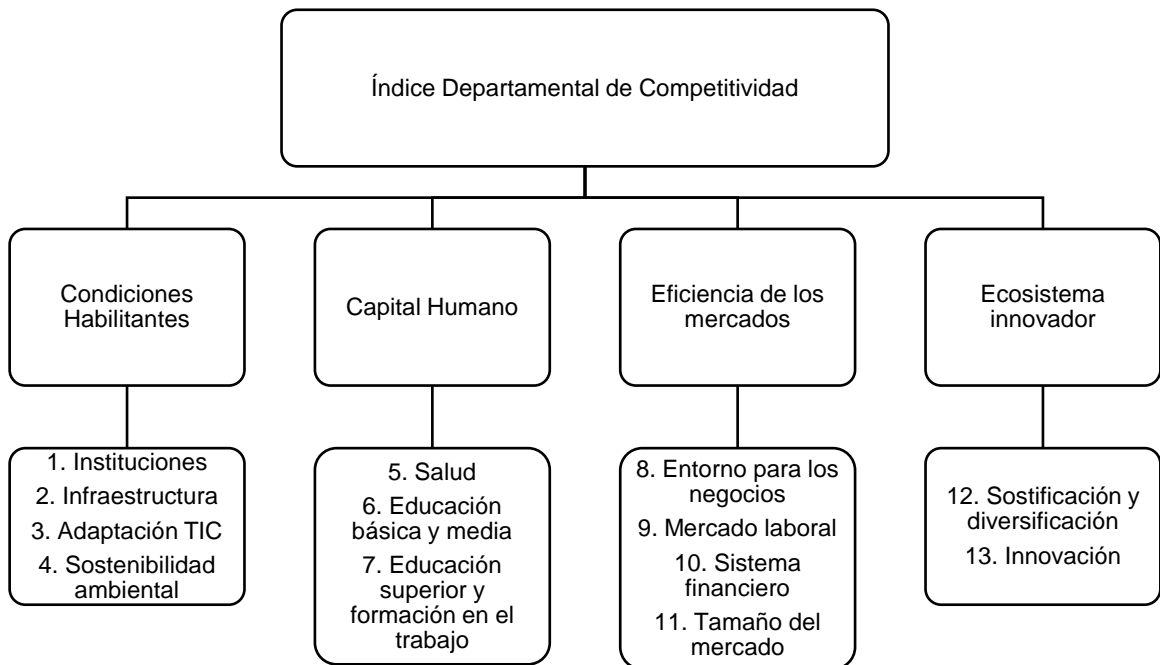 Índice Departamental de Competitividad
Condiciones
Habilitantes
Capital Humano
Eficiencia de los
mercados
Ecosistema
innovador
1. Instituciones
2. Infraestructura
3. Adaptación TIC
4. Sostenibilidad
ambiental
5. Salud
6. Educación
básica y media
7. Educación
superior y
formación en el
trabajo
8. Entorno para los
negocios
9. Mercado laboral
10. Sistema
financiero
11. Tamaño del
mercado
12. Sostificación y
diversificación
13. Innovación